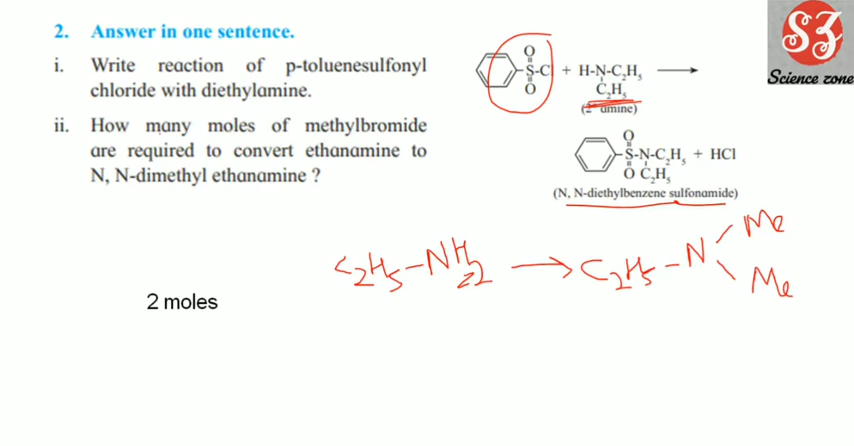 2. Answer in one sentence.
i. Write reaction of p-toluenesulfonyl
chloride with diethylamine.
ii. How many moles of methylbromide
are required to convert ethanamine to
N, N-dimethyl ethanamine ?
O
S-Cl + H-N-C₂H₅
O C₂H₅
(2° amine)
O
S-N-C₂H₅ + HCl
O C₂H₅
(N, N-diethylbenzene sulfonamide)
SZ
Science zone
C₂H₅-NH₂ → C₂H₅-N
Me
Me
2 moles